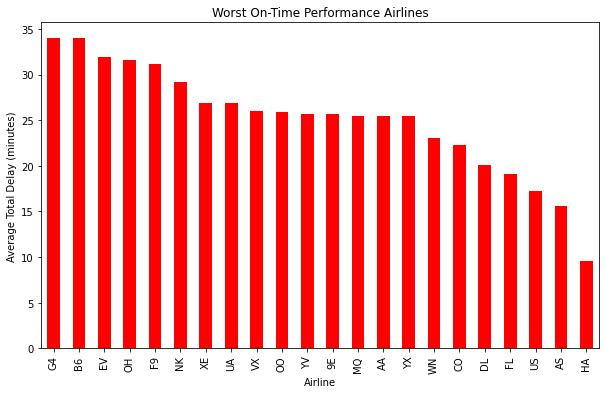 Worst On-Time Performance Airlines
Average Total Delay (minutes)
35
30
25
20
15
10
5
0
G4 B6 EV OH F9 NK XE UA VX OO YV 9E MQ AA YX WN CO DL FL US AS HA
Airline